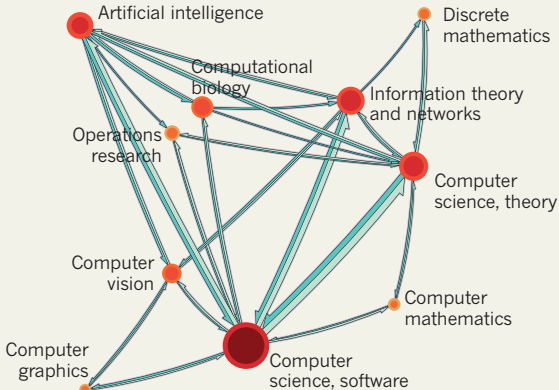 Artificial intelligence
Discrete
mathematics
Computational
biology
Information theory
and networks
Operations
research
Computer
science, theory
Computer
vision
Computer
mathematics
Computer
graphics
Computer
science, software